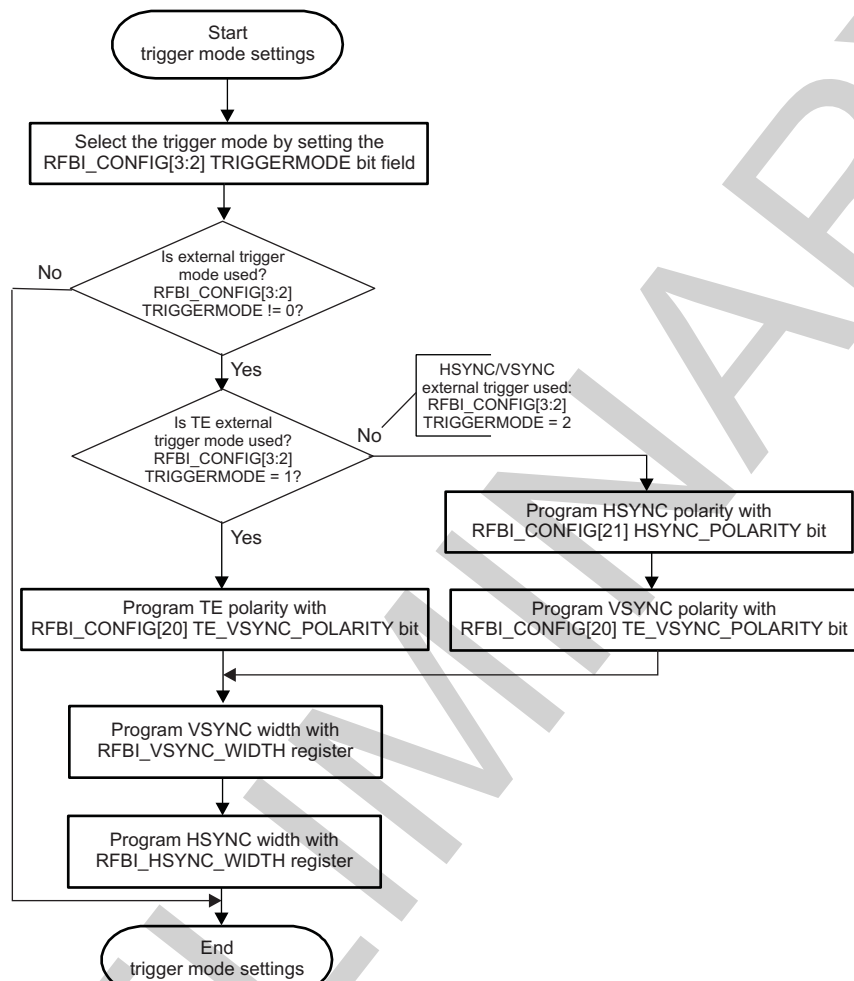 Start
trigger mode settings
Select the trigger mode by setting the
RFBI_CONFIG[3:2] TRIGGERMODE bit field
Is external trigger
mode used?
RFBI_CONFIG[3:2]
TRIGGERMODE != 0?
No
Yes
HSYNC/VSYNC
external trigger used:
RFBI_CONFIG[3:2]
TRIGGERMODE = 2
Is TE external
trigger mode used?
RFBI_CONFIG[3:2]
TRIGGERMODE = 1?
No
Yes
Program HSYNC polarity with
RFBI_CONFIG[21] HSYNC_POLARITY bit
Program TE polarity with
RFBI_CONFIG[20] TE_VSYNC_POLARITY bit
Program VSYNC polarity with
RFBI_CONFIG[20] TE_VSYNC_POLARITY bit
Program VSYNC width with
RFBI_VSYNC_WIDTH register
Program HSYNC width with
RFBI_HSYNC_WIDTH register
End
trigger mode settings
LIMINAR